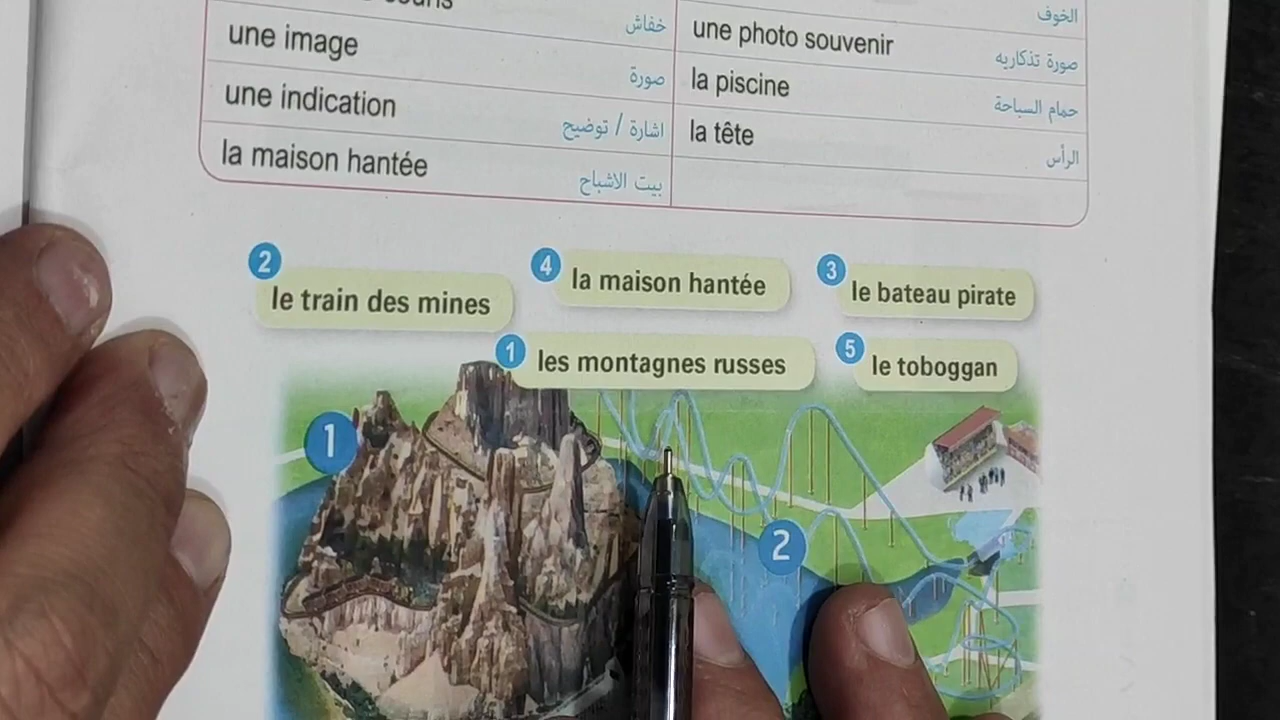 souris
خفاش
الخوف
une image
صورة
une photo souvenir
صورة تذكاريه
une indication
اشارة / توضيح
la piscine
حمام السباحة
la maison hantée
بيت الاشباح
la tête
الرأس
2 le train des mines
4 la maison hantée
3 le bateau pirate
1 les montagnes russes
5 le toboggan
1
2